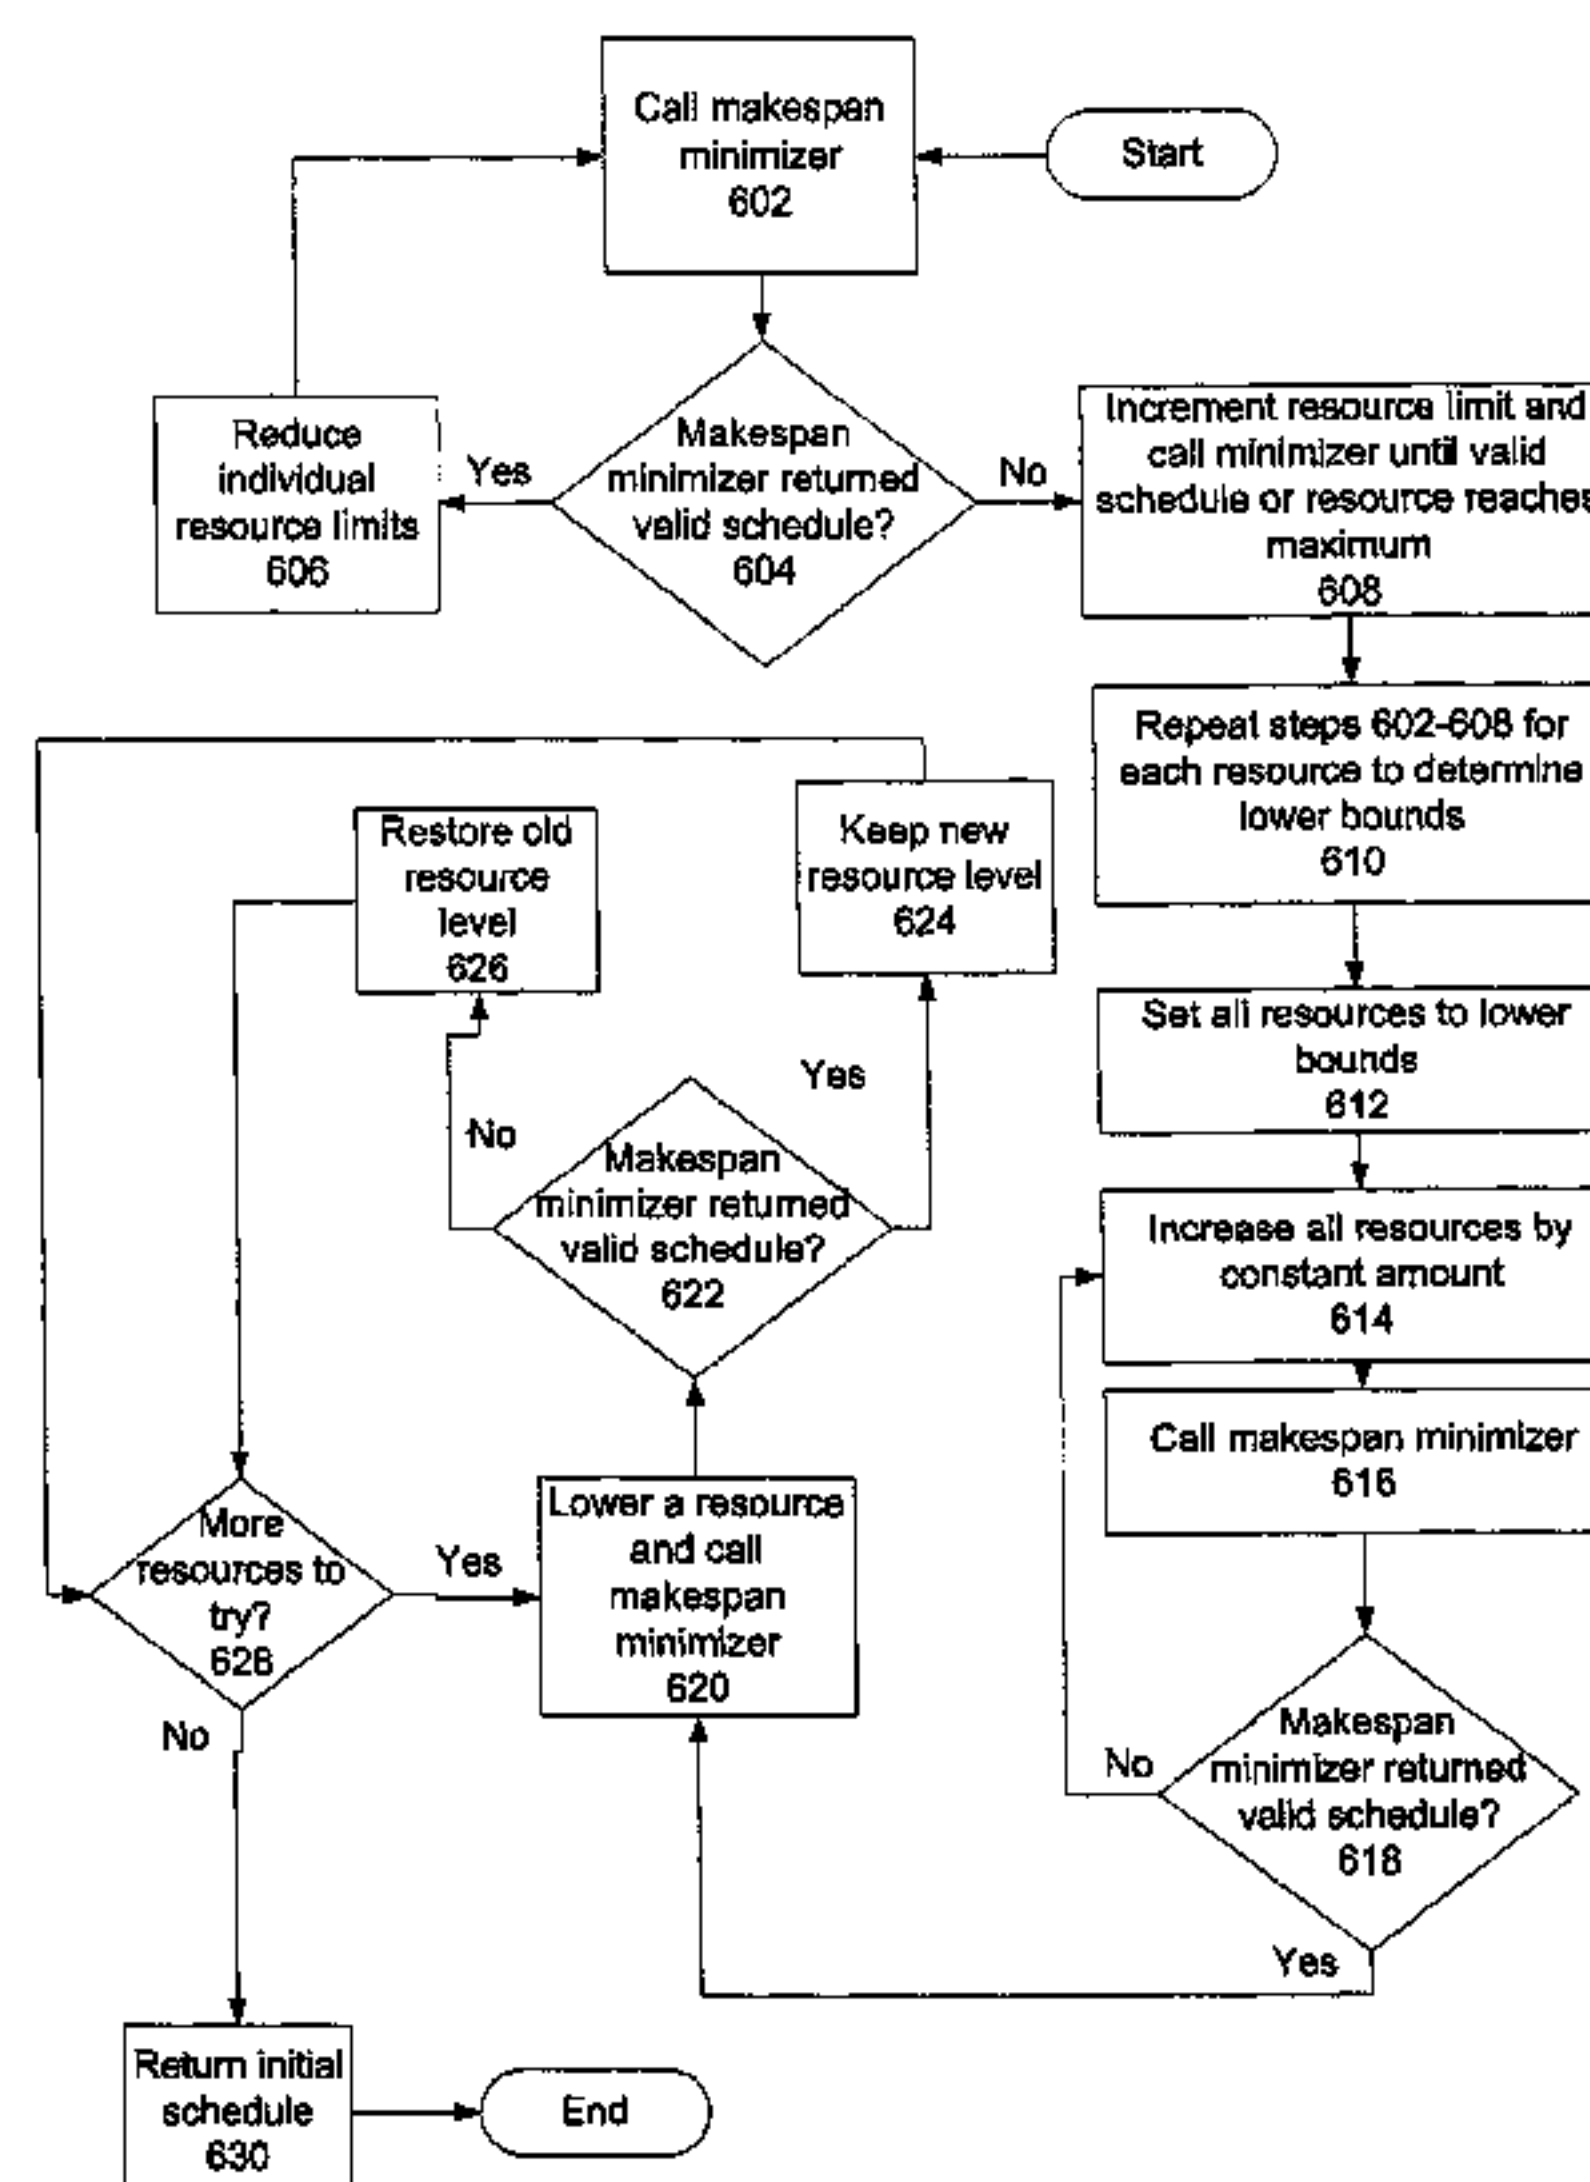 Call makespan
minimizer
602
Start
Reduce
individual
resource limits
606
Yes
Makespan
minimizer returned
valid schedule?
604
No
Increment resource limit and
call minimizer until valid
schedule or resource reaches
maximum
608
Repeat steps 602-608 for
each resource to determine
lower bounds
610
Restore old
resource
level
626
Keep new
resource level
624
Set all resources to lower
bounds
612
No
Yes
Makespan
minimizer returned
valid schedule?
622
Increase all resources by
constant amount
614
Call makespan minimizer
616
More
resources to
try?
628
Yes
No
Lower a resource
and call
makespan
minimizer
620
Makespan
minimizer returned
valid schedule?
618
No
Yes
Return initial
schedule
630
End